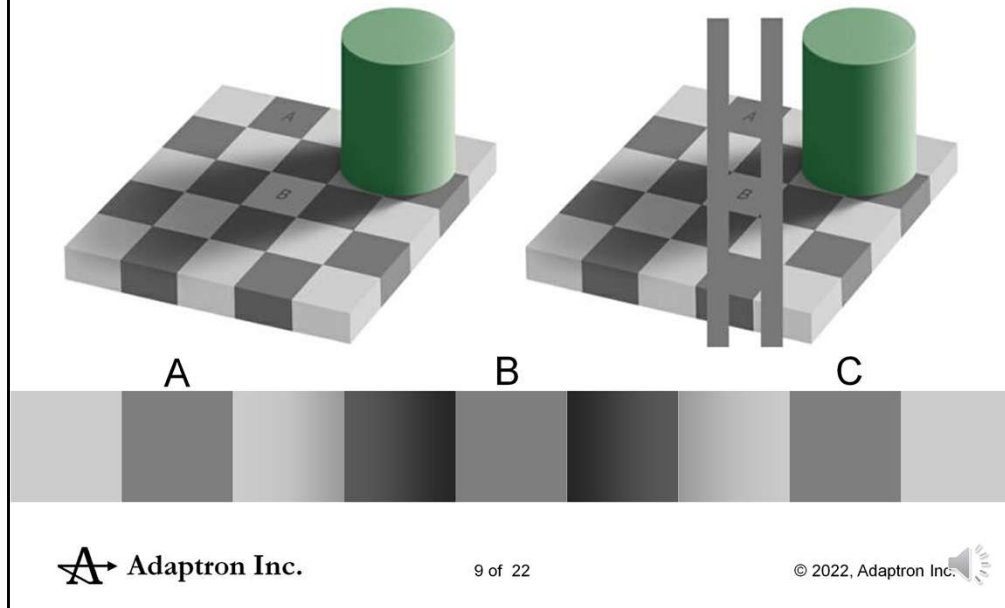 A
B
A
B
A B C
Adaptron Inc.
9 of 22
© 2022, Adaptron Inc.